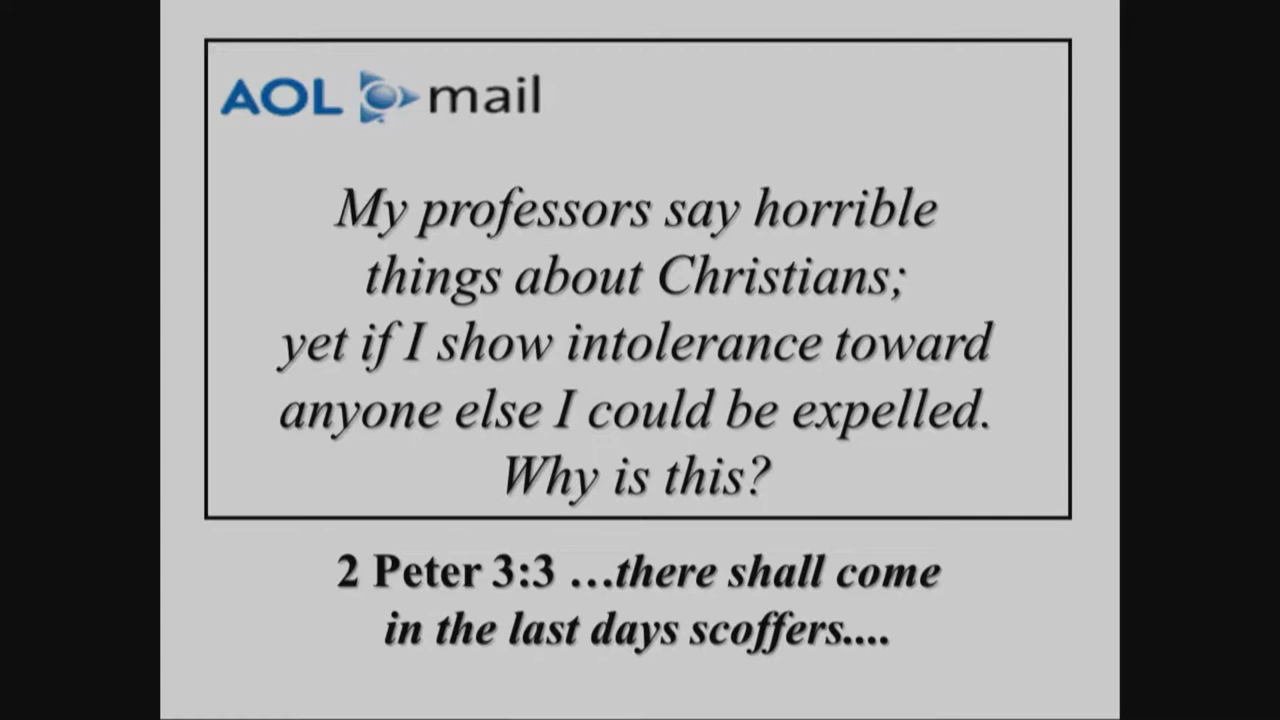 AOL mail
My professors say horrible
things about Christians;
yet if I show intolerance toward
anyone else I could be expelled.
Why is this?
2 Peter 3:3 …there shall come
in the last days scoffers....